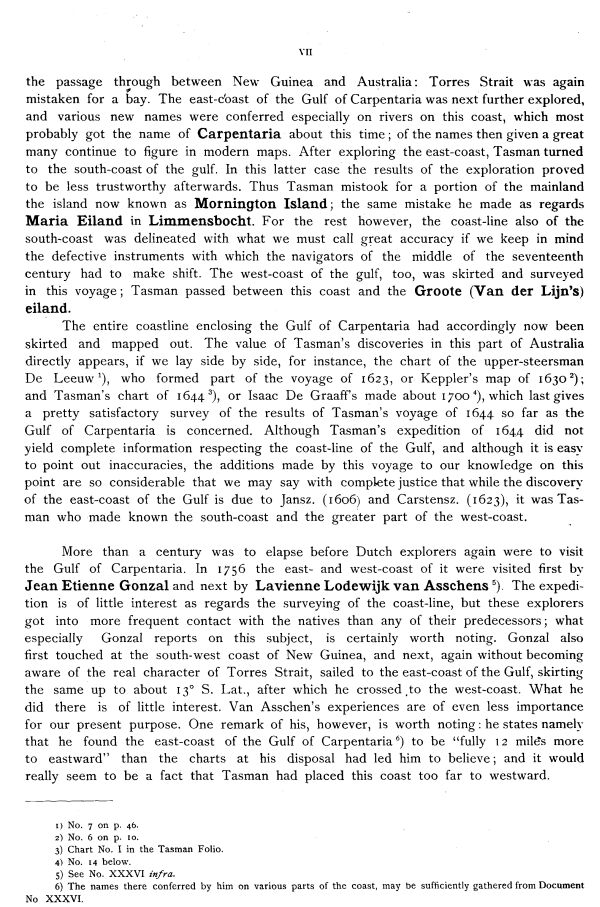 VII
the passage through between New Guinea and Australia: Torres Strait was again
mistaken for a bay. The east-coast of the Gulf of Carpentaria was next further explored,
and various new names were conferred especially on rivers on this coast, which most
probably got the name of Carpentaria about this time; of the names then given a great
many continue to figure in modern maps. After exploring the east-coast, Tasman turned
to the south-coast of the gulf. In this latter case the results of the exploration proved
to be less trustworthy afterwards. Thus Tasman mistook for a portion of the mainland
the island now known as Mornington Island; the same mistake he made as regards
Maria Eiland in Limmensbocht. For the rest however, the coast-line also of the
south-coast was delineated with what we must call great accuracy if we keep in mind
the defective instruments with which the navigators of the middle of the seventeenth
century had to make shift. The west-coast of the gulf, too, was skirted and surveyed
in this voyage; Tasman passed between this coast and the Groote (Van der Lijn's)
eiland.
The entire coastline enclosing the Gulf of Carpentaria had accordingly now been
skirted and mapped out. The value of Tasman's discoveries in this part of Australia
directly appears, if we lay side by side, for instance, the chart of the upper-steersman
De Leeuw 1), who formed part of the voyage of 1623, or Keppler's map of 1630 2);
and Tasman's chart of 1644 3), or Isaac De Graaff's made about 1700 4), which last gives
a pretty satisfactory survey of the results of Tasman's voyage of 1644 so far as the
Gulf of Carpentaria is concerned. Although Tasman's expedition of 1644 did not
yield complete information respecting the coast-line of the Gulf, and although it is easy
to point out inaccuracies, the additions made by this voyage to our knowledge on this
point are so considerable that we may say with complete justice that while the discovery
of the east-coast of the Gulf is due to Jansz. (1606) and Carstensz. (1623), it was Tas-
man who made known the south-coast and the greater part of the west-coast.
More than a century was to elapse before Dutch explorers again were to visit
the Gulf of Carpentaria. In 1756 the east- and west-coast of it were visited first by
Jean Etienne Gonzal and next by Lavienne Lodewijk van Asschens 5). The expedi-
tion is of little interest as regards the surveying of the coast-line, but these explorers
got into more frequent contact with the natives than any of their predecessors; what
especially Gonzal reports on this subject, is certainly worth noting. Gonzal also
first touched at the south-west coast of New Guinea, and next, again without becoming
aware of the real character of Torres Strait, sailed to the east-coast of the Gulf, skirting
the same up to about 13° S. Lat., after which he crossed to the west-coast. What he
did there is of little interest. Van Asschen's experiences are of even less importance
for our present purpose. One remark of his, however, is worth noting: he states namely
that he found the east-coast of the Gulf of Carpentaria 6) to be "fully 12 miles more
to eastward" than the charts at his disposal had led him to believe; and it would
really seem to be a fact that Tasman had placed this coast too far to westward.
1) No. 7 on p. 46.
2) No. 6 on p. 10.
3) Chart No. I in the Tasman Folio.
4) No. 14 below.
5) See No. XXXVI infra.
6) The names there conferred by him on various parts of the coast, may be sufficiently gathered from Document
No XXXVI.